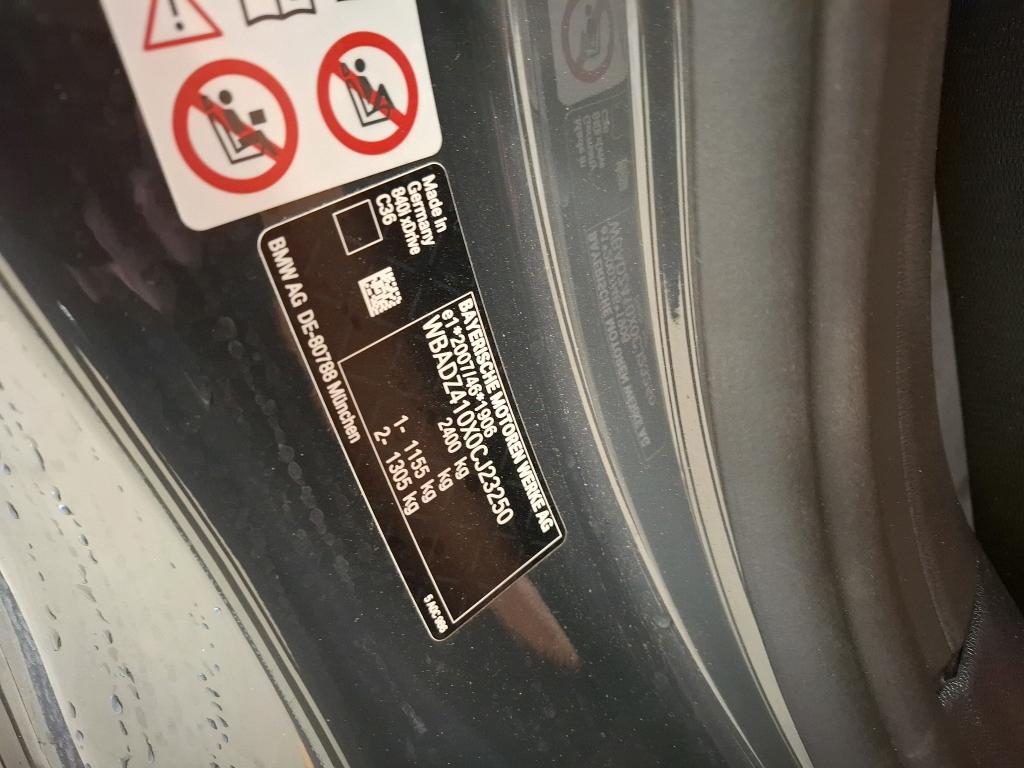 Made in
Germany
840i xDrive
C36
BAYERISCHE MOTOREN WERKE AG
e1*2007/46*1906
WBADZ410X0CJ23250
2400 kg
kg
1- 1155 kg
2- 1305 kg
BMW AG DE-80788 München